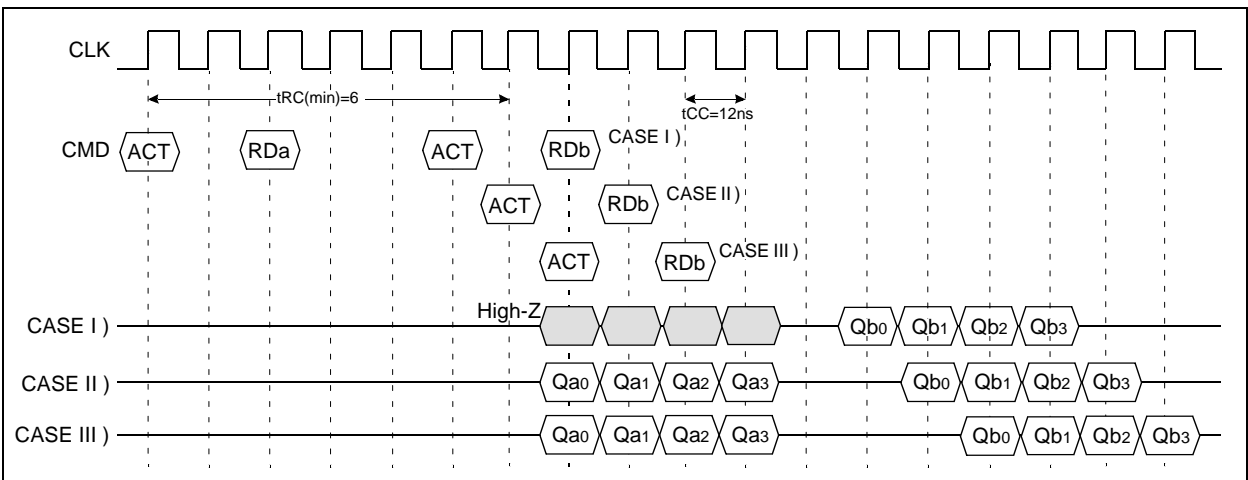 CLK
tRC(min)=6
tCC=12ns
CMD ACT RDa ACT RDb CASE I )
ACT RDb CASE II )
ACT RDb CASE III )
High-Z
CASE I ) Qb0 Qb1 Qb2 Qb3
CASE II ) Qa0 Qa1 Qa2 Qa3 Qb0 Qb1 Qb2 Qb3
CASE III ) Qa0 Qa1 Qa2 Qa3 Qb0 Qb1 Qb2 Qb3